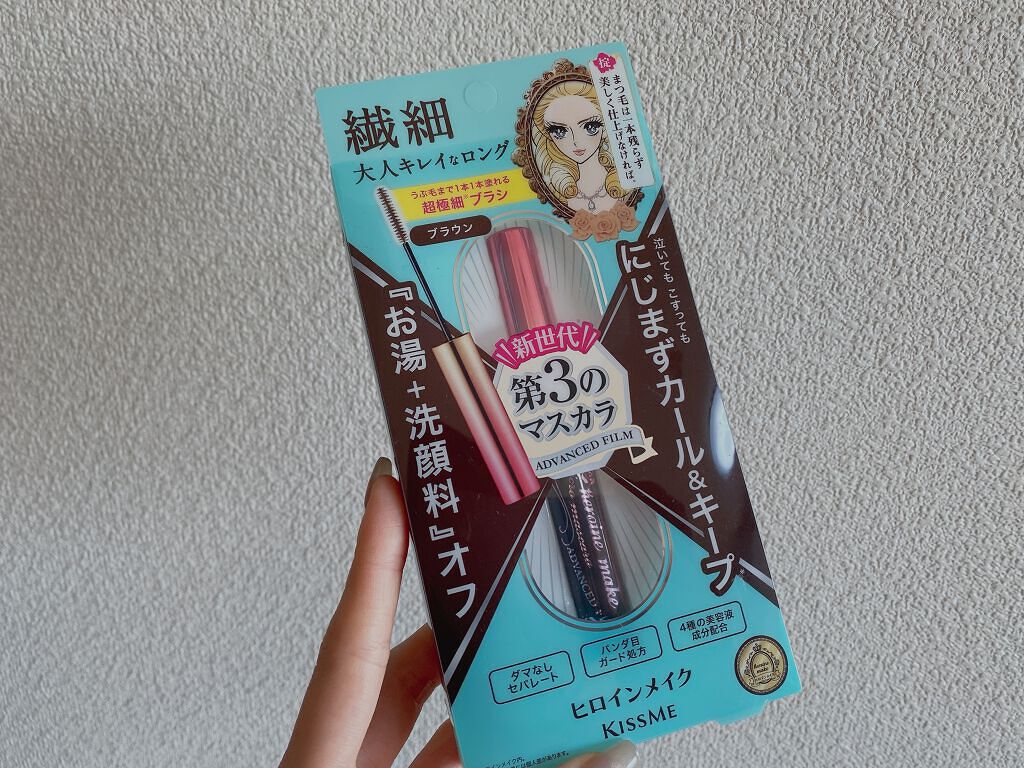 繊細
大人キレイなロング
掟
まつ毛は一本残らず
美しく仕上げなければ。
うぶ毛まで1本1本塗れる
超極細※ブラシ
ブラウン
泣いても こすっても
にじまずカール&キープ
『お湯+洗顔料』オフ
新世代
第3の
マスカラ
ADVANCED FILM
heroine make
ADVANCED
ダマなし
セパレート
パンダ目
ガード処方
4種の美容液
成分配合
ヒロインメイク
KISSME